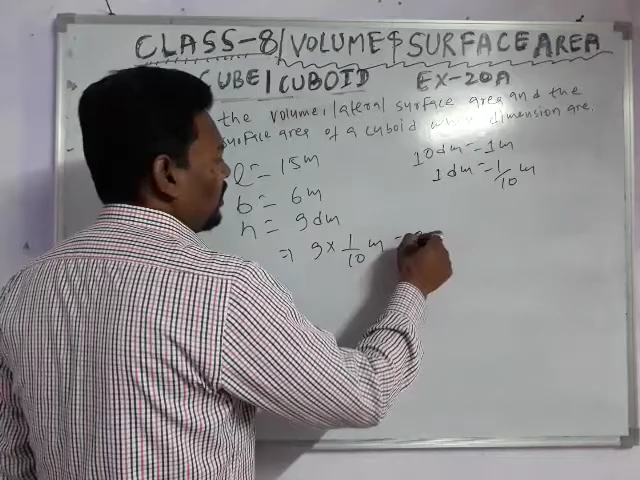 CLASS-8/VOLUME & SURFACE AREA
CUBE/CUBOID EX-20A
the volume, lateral surface area and the
surface area of a cuboid whose dimension are.
l = 15m
b = 6m
h = 9dm
⇒ 9 × 1/10 m =
10dm = 1m
1dm = 1/10 m